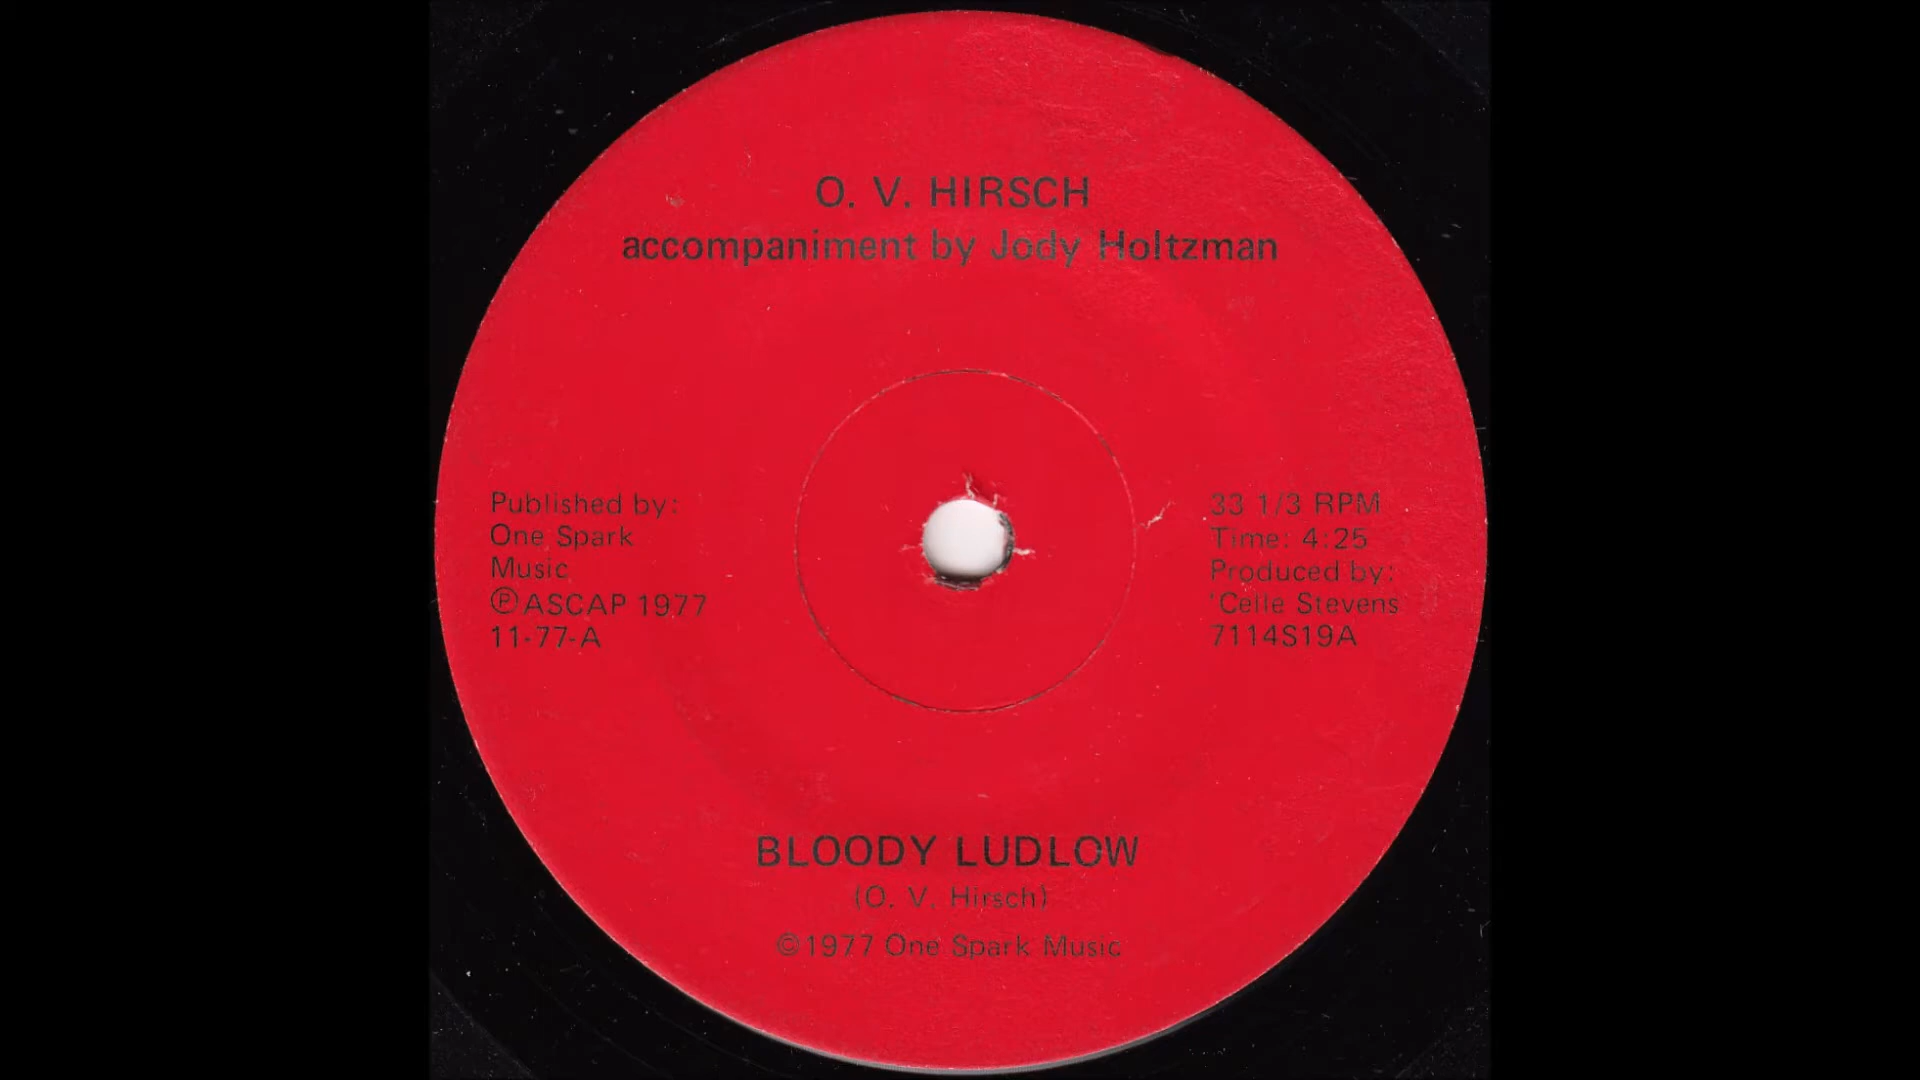 O. V. HIRSCH
accompaniment by Jody Holtzman
Published by:
One Spark
Music
ⓅASCAP 1977
11-77-A
33 1/3 RPM
Time: 4:25
Produced by:
'Celle Stevens
7114S19A
BLOODY LUDLOW
(O. V. Hirsch)
©1977 One Spark Music